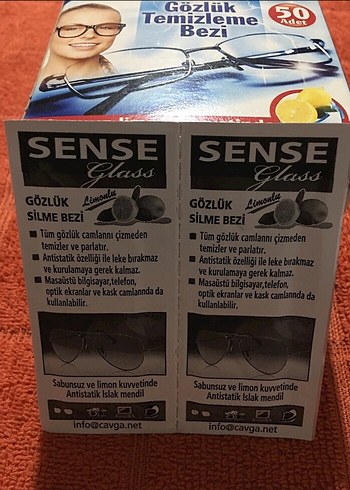 Gözlük
Temizleme
Bezi
50
Adet
SENSE
Glass
GÖZLÜK
SİLME BEZİ
Limonlu
Tüm gözlük camlarını çizmeden
temizler ve parlatır.
Antistatik özelliği ile leke bırakmaz
ve kurulamaya gerek kalmaz.
Masaüstü bilgisayar,telefon,
optik ekranlar ve kask camlarında da
kullanılabilir.
Sabunsuz ve limon kuvvetinde
Antistatik Islak mendil
info@cavga.net
SENSE
Glass
GÖZLÜK
SİLME BEZİ
Limonlu
Tüm gözlük camlarını çizmeden
temizler ve parlatır.
Antistatik özelliği ile leke bırakmaz
ve kurulamaya gerek kalmaz.
Masaüstü bilgisayar,telefon,
optik ekranlar ve kask camlarında da
kullanılabilir.
Sabunsuz ve limon kuvvetinde
Antistatik Islak mendil
info@cavga.net